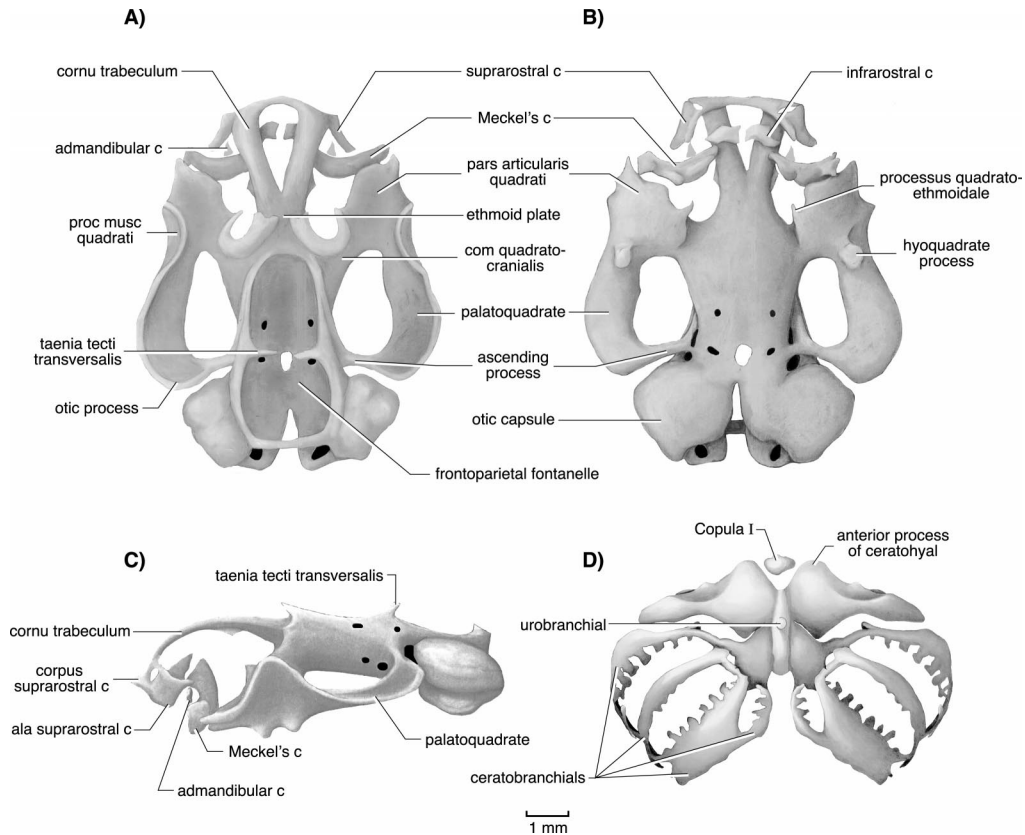 A)
B)
cornu trabeculum
suprarostral c
infrarostral c
Meckel's c
admandibular c
pars articularis
quadrati
processus quadrato-
ethmoidale
ethmoid plate
proc musc
quadrati
com quadrato-
cranialis
hyoquadrate
process
palatoquadrate
taenia tecti
transversalis
ascending
process
otic process
otic capsule
frontoparietal fontanelle
C)
D)
Copula I
anterior process
of ceratohyal
taenia tecti transversalis
cornu trabeculum
urobranchial
corpus
suprarostral c
ala suprarostral c
palatoquadrate
Meckel's c
ceratobranchials
admandibular c
1 mm